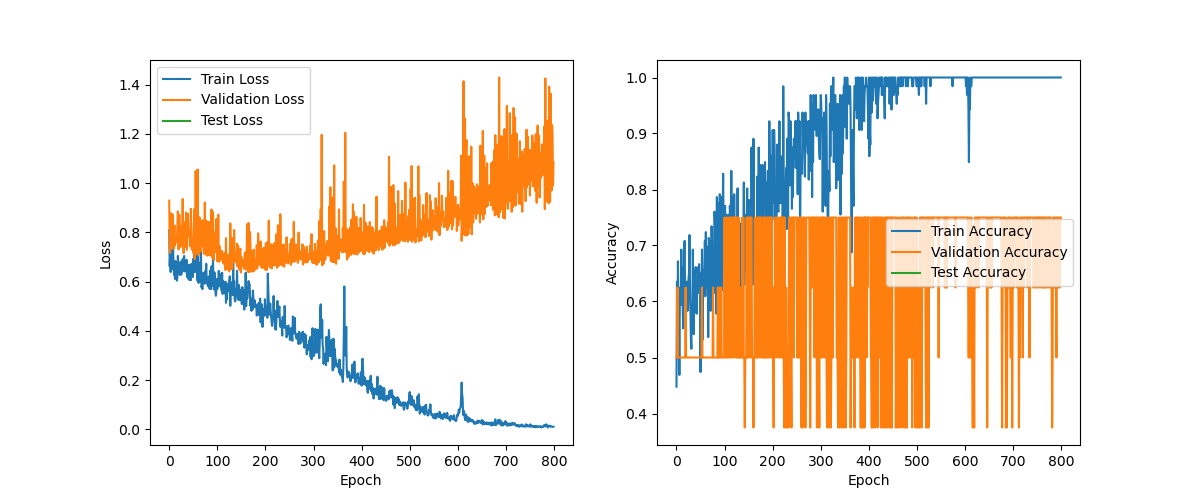 Train Loss
Validation Loss
Test Loss
1.4
1.2
1.0
0.8
0.6
0.4
0.2
0.0
Loss
0 100 200 300 400 500 600 700 800
Epoch
1.0
0.9
0.8
0.7
0.6
0.5
0.4
Accuracy
Train Accuracy
Validation Accuracy
Test Accuracy
0 100 200 300 400 500 600 700 800
Epoch